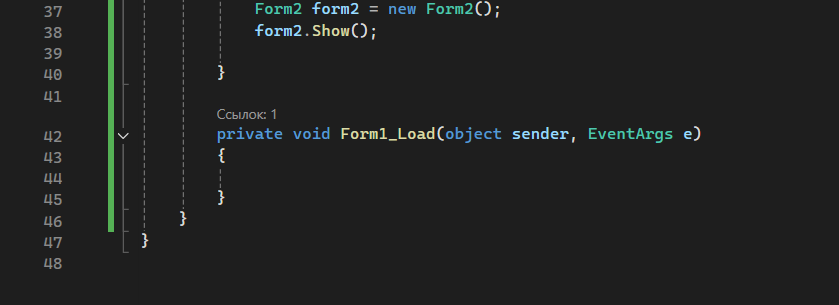 37 Form2 form2 = new Form2();
38 form2.Show();
39
40 }
41
Ссылок: 1
42 private void Form1_Load(object sender, EventArgs e)
43 {
44
45 }
46 }
47 }
48